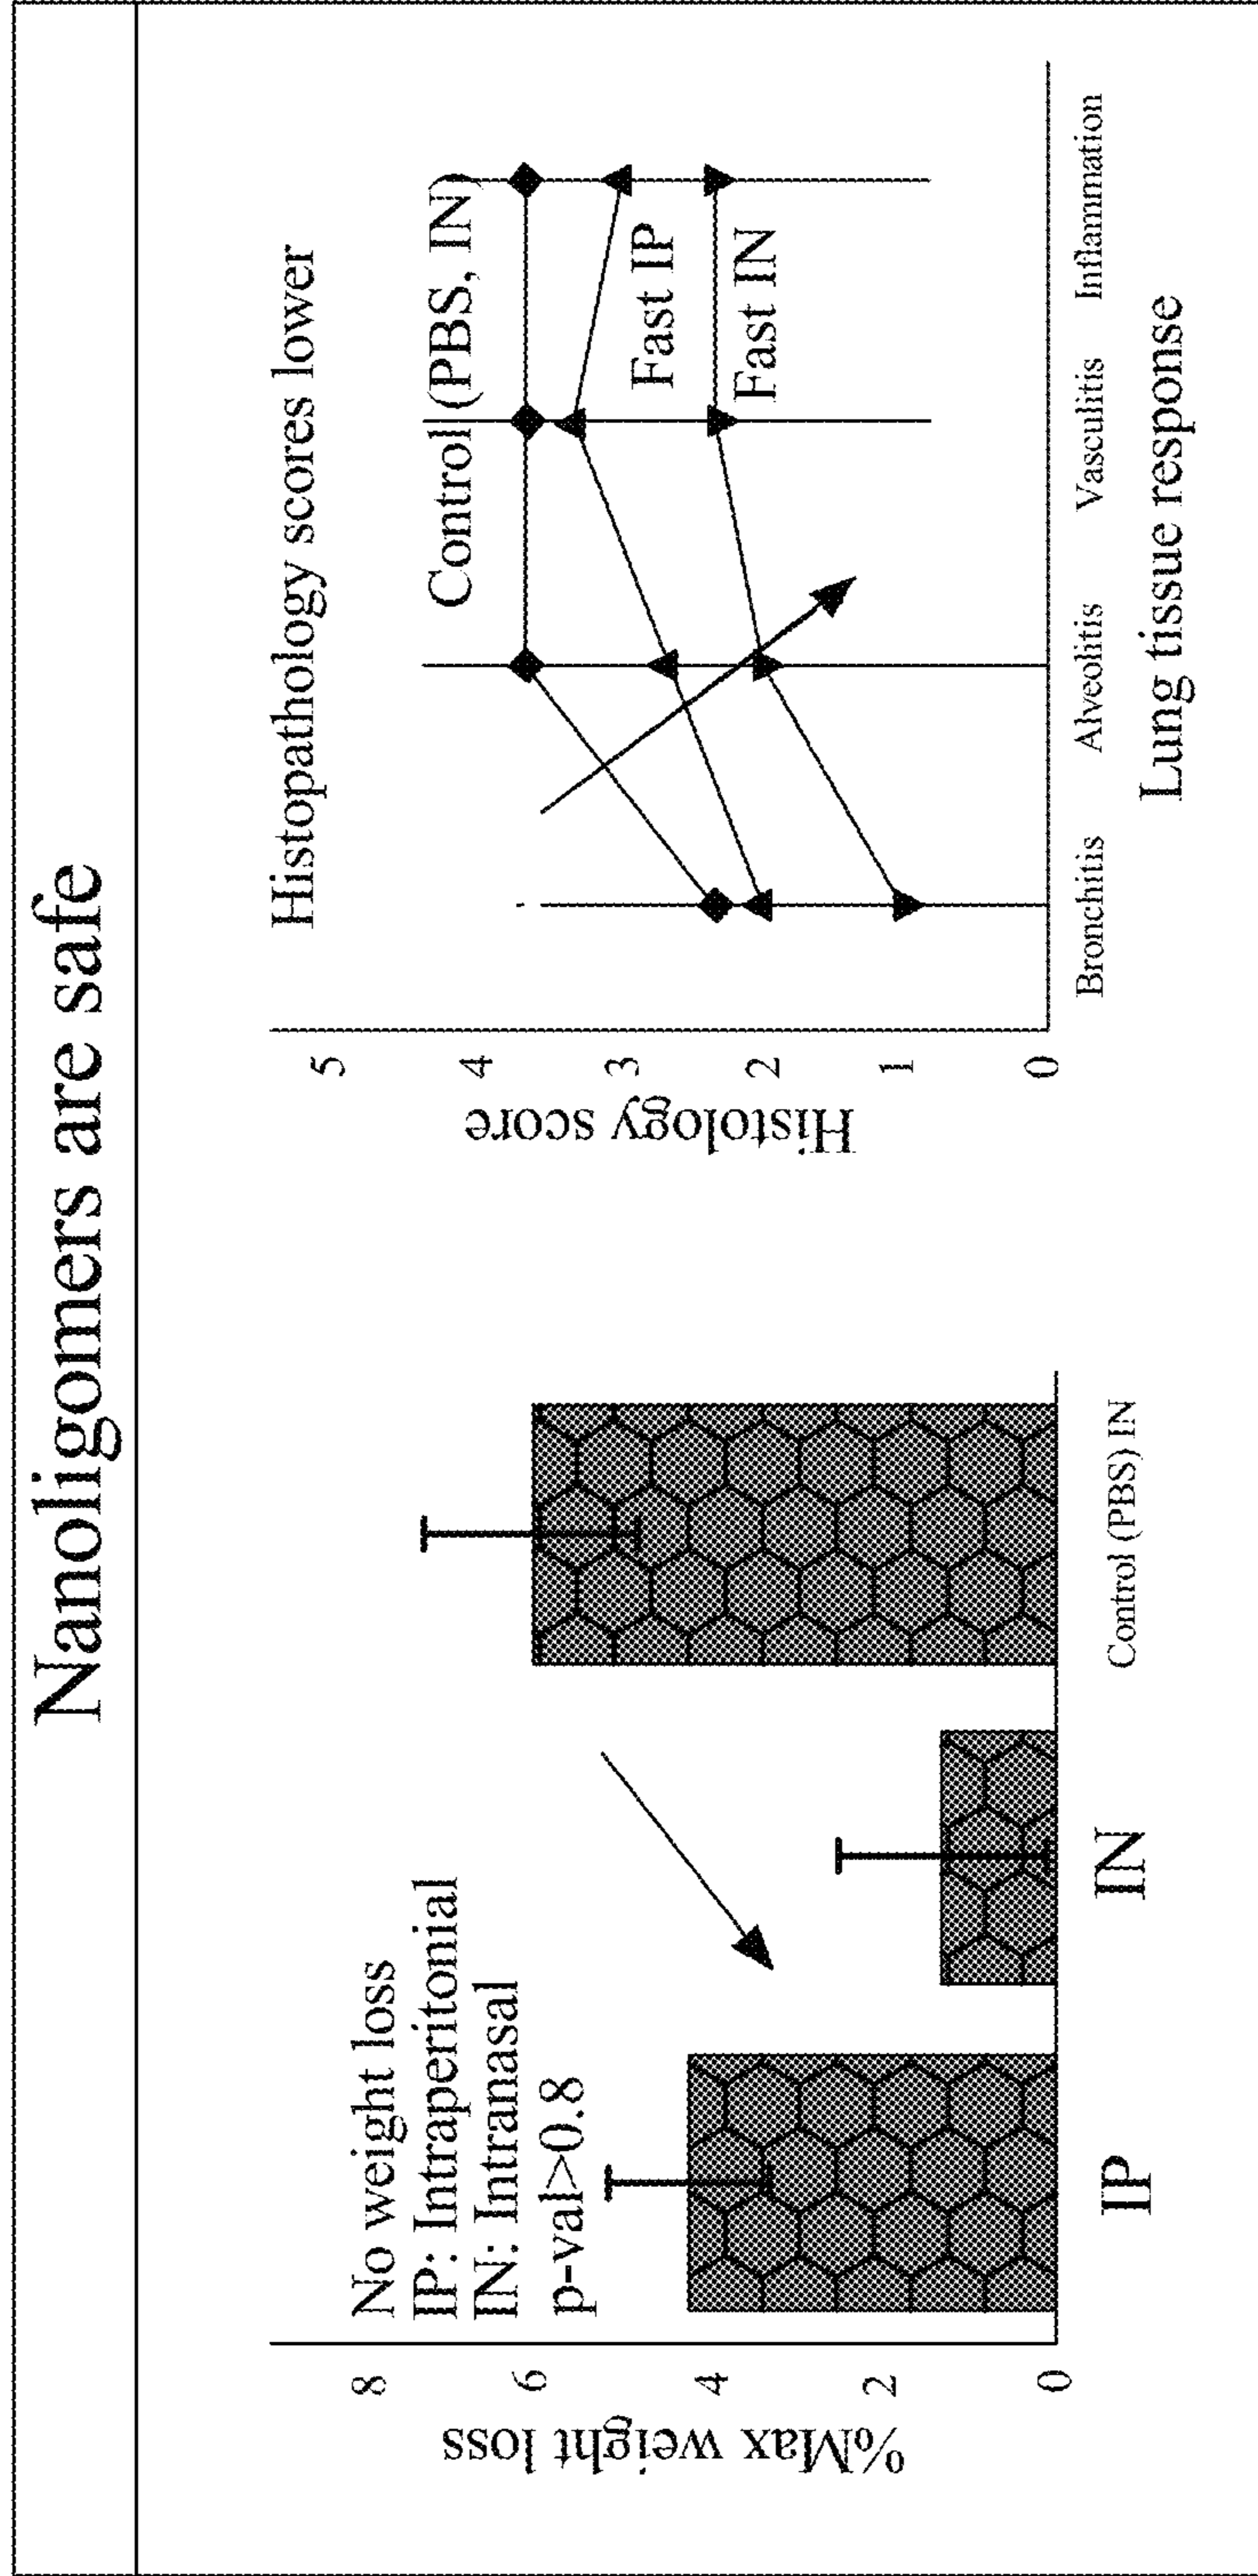 Nanoligomers are safe
%Max weight loss
8
6
4
2
0
No weight loss
IP: Intraperitonial
IN: Intranasal
p-val>0.8
IP
IN
Control (PBS) IN
Histopathology scores lower
Histology score
5
4
3
2
1
0
Control (PBS, IN)
Fast IP
Fast IN
Bronchitis
Alveolitis
Vasculitis
Inflammation
Lung tissue response